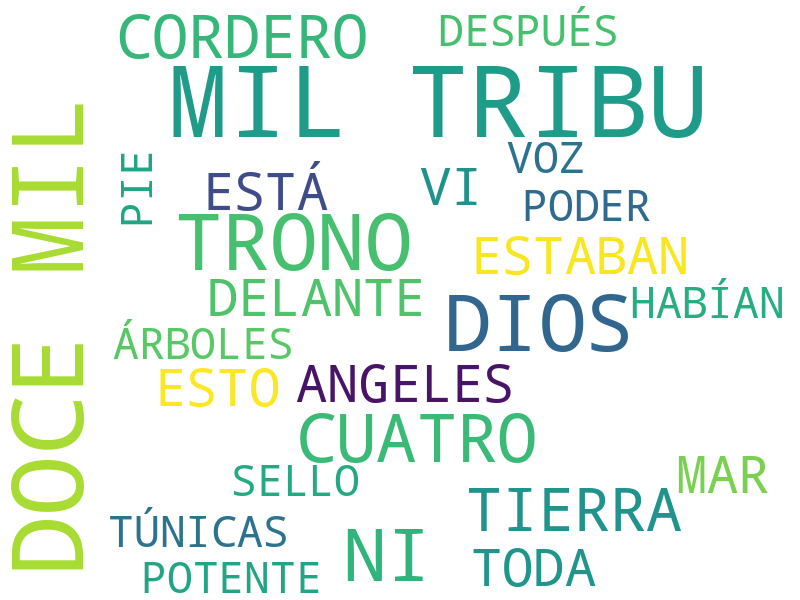 CORDERO
DESPUÉS
MIL TRIBU
DOCE MIL
PIE
VOZ
ESTÁ
VI
PODER
TRONO
ESTABAN
DELANTE
DIOS
HABÍAN
ÁRBOLES
ESTO
ANGELES
CUATRO
SELLO
MAR
TIERRA
TÚNICAS
NI
TODA
POTENTE